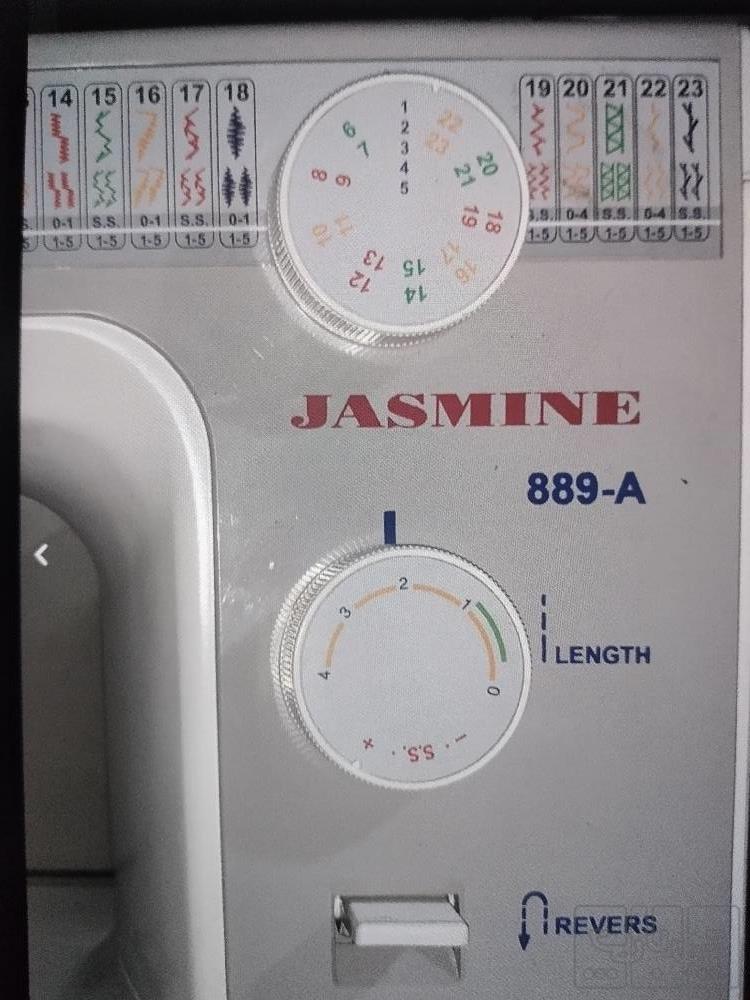 14 15 16 17 18
0-1 S.S. 0-1 S.S. 0-1
1-5 1-5 1-5 1-5 1-5
19 20 21 22 23
S.S. 0-4 S.S. 0-4 S.S.
1-5 1-5 1-5 1-5 1-5
1
2
3
4
5
6
7
8
9
10
11
12
13
14
15
16
17
18
19
20
21
22
23
JASMINE
889-A
4 3 2 1 0
+ · S.S. · −
LENGTH
REVERS